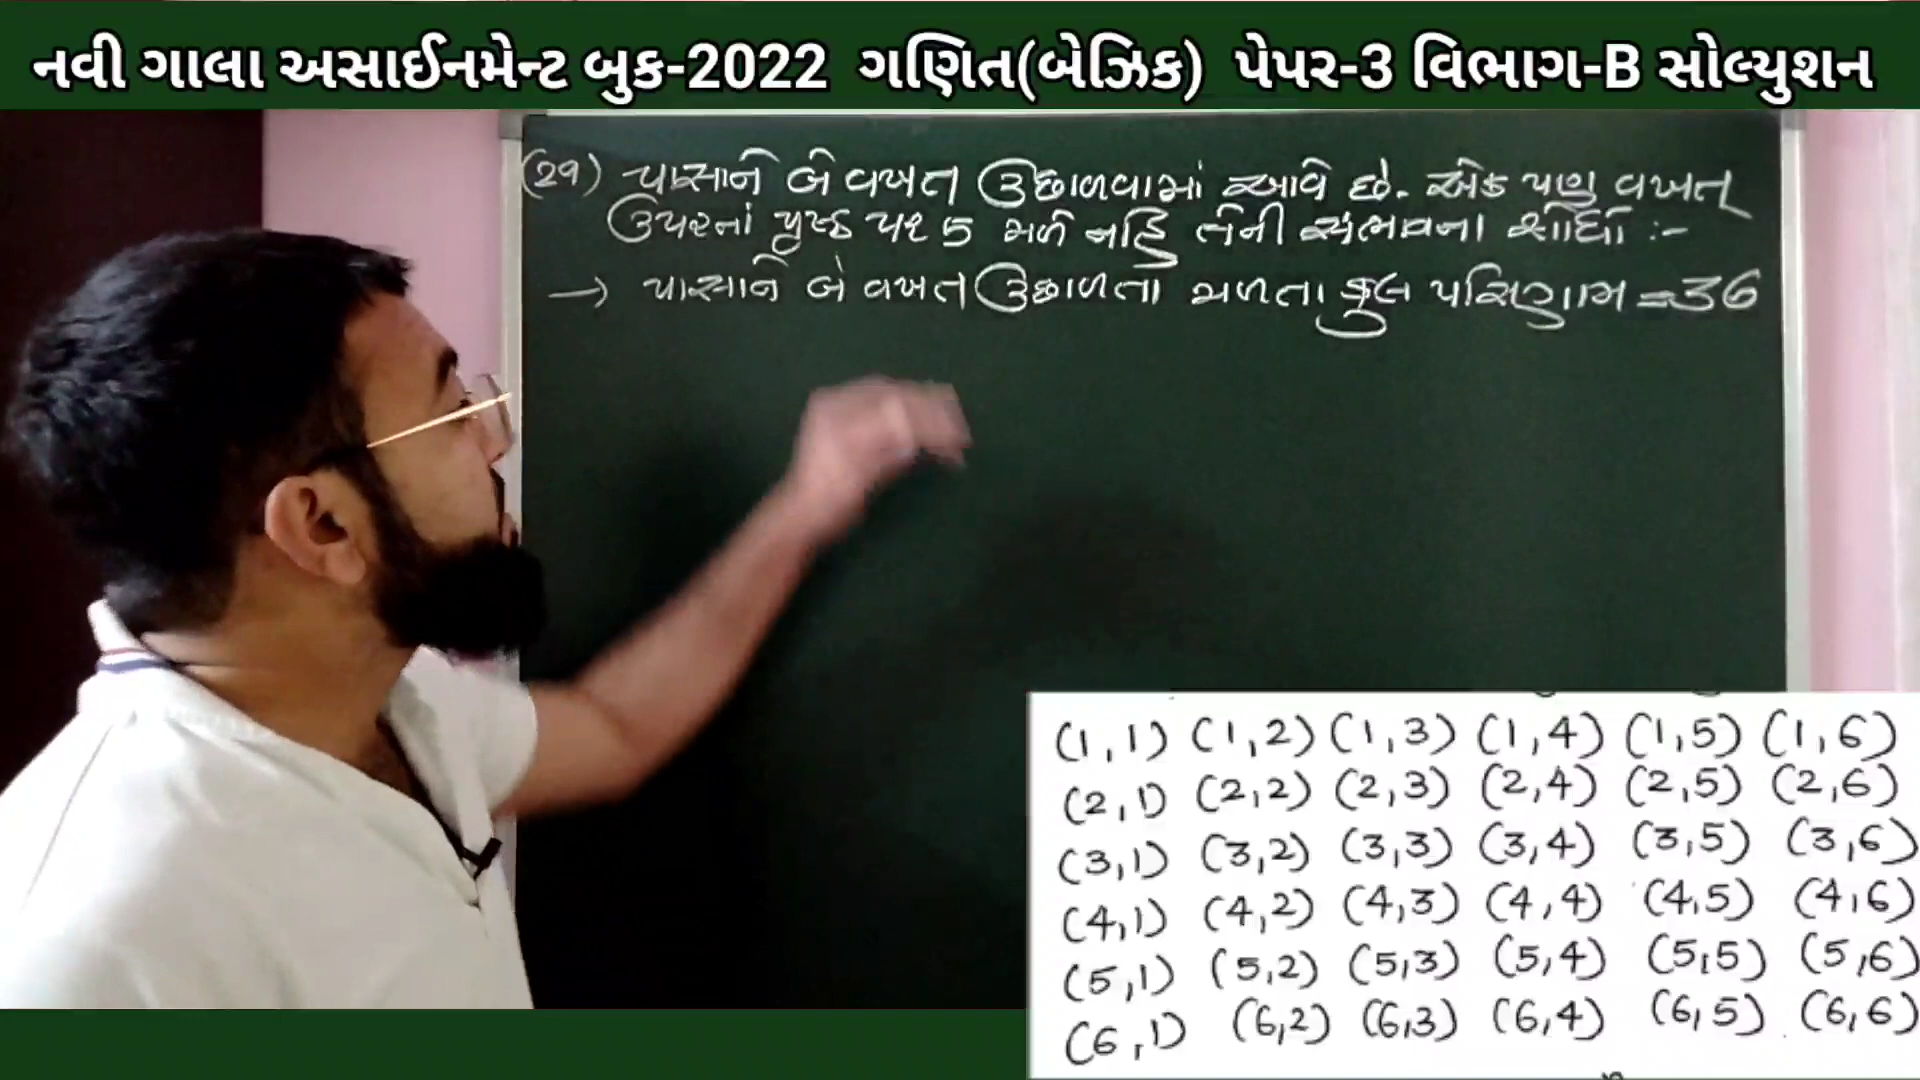 નવી ગાલા અસાઈનમેન્ટ બુક-2022 ગણિત(બેઝિક) પેપર-3 વિભાગ-B સોલ્યુશન
(29) પાસાને બે વખત ઉછાળવામાં આવે છે. એક પણ વખત
ઉપરનાં પૃષ્ઠ પર 5 મળે નહિ તેની સંભાવના શોધો :-
→ પાસાને બે વખત ઉછાળતા મળતા કુલ પરિણામ = 36
(1,1) (1,2) (1,3) (1,4) (1,5) (1,6)
(2,1) (2,2) (2,3) (2,4) (2,5) (2,6)
(3,1) (3,2) (3,3) (3,4) (3,5) (3,6)
(4,1) (4,2) (4,3) (4,4) (4,5) (4,6)
(5,1) (5,2) (5,3) (5,4) (5,5) (5,6)
(6,1) (6,2) (6,3) (6,4) (6,5) (6,6)